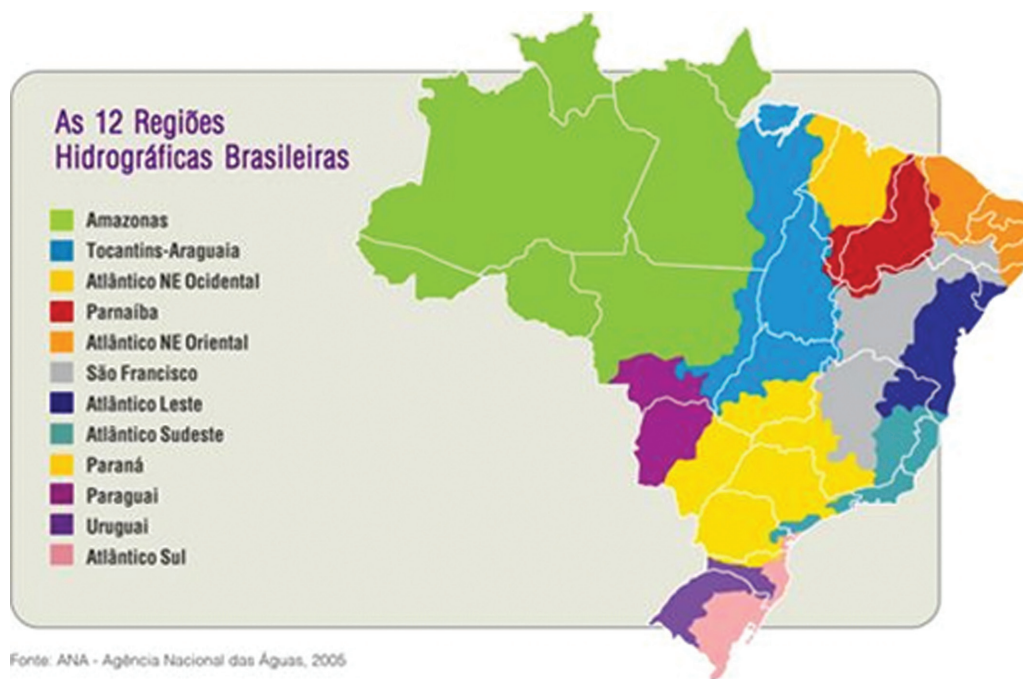 As 12 Regiões
Hidrográficas Brasileiras
Amazonas
Tocantins-Araguaia
Atlântico NE Ocidental
Parnaíba
Atlântico NE Oriental
São Francisco
Atlântico Leste
Atlântico Sudeste
Paraná
Paraguai
Uruguai
Atlântico Sul
Fonte: ANA - Agência Nacional das Águas, 2005